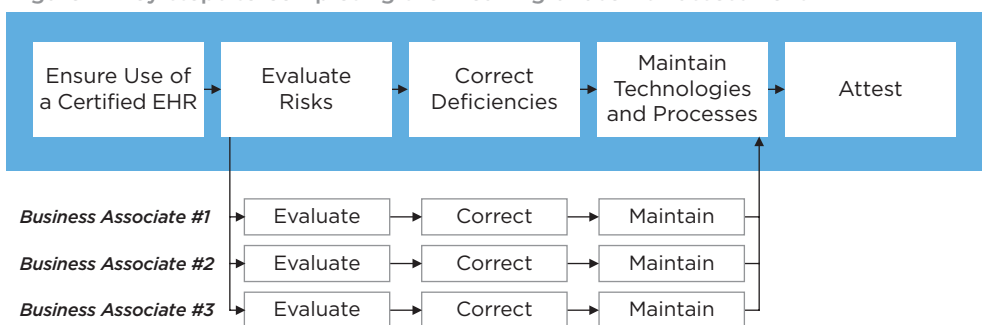 Ensure Use of
a Certified EHR
Evaluate
Risks
Correct
Deficiencies
Maintain
Technologies
and Processes
Attest
Business Associate #1
Evaluate
Correct
Maintain
Business Associate #2
Evaluate
Correct
Maintain
Business Associate #3
Evaluate
Correct
Maintain